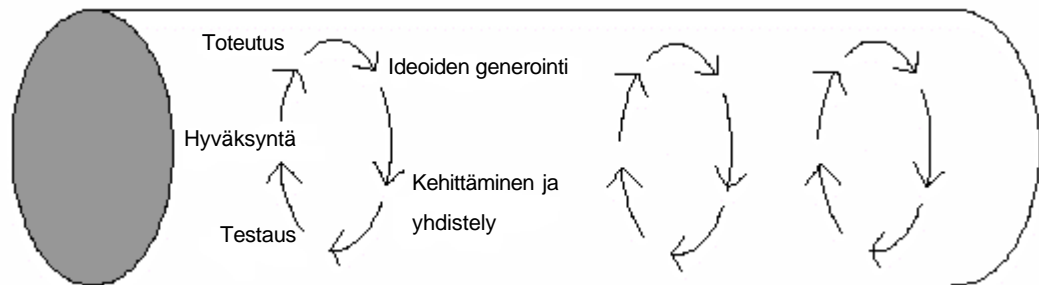 Toteutus
Ideoiden generointi
Hyväksyntä
Kehittäminen ja
yhdistely
Testaus